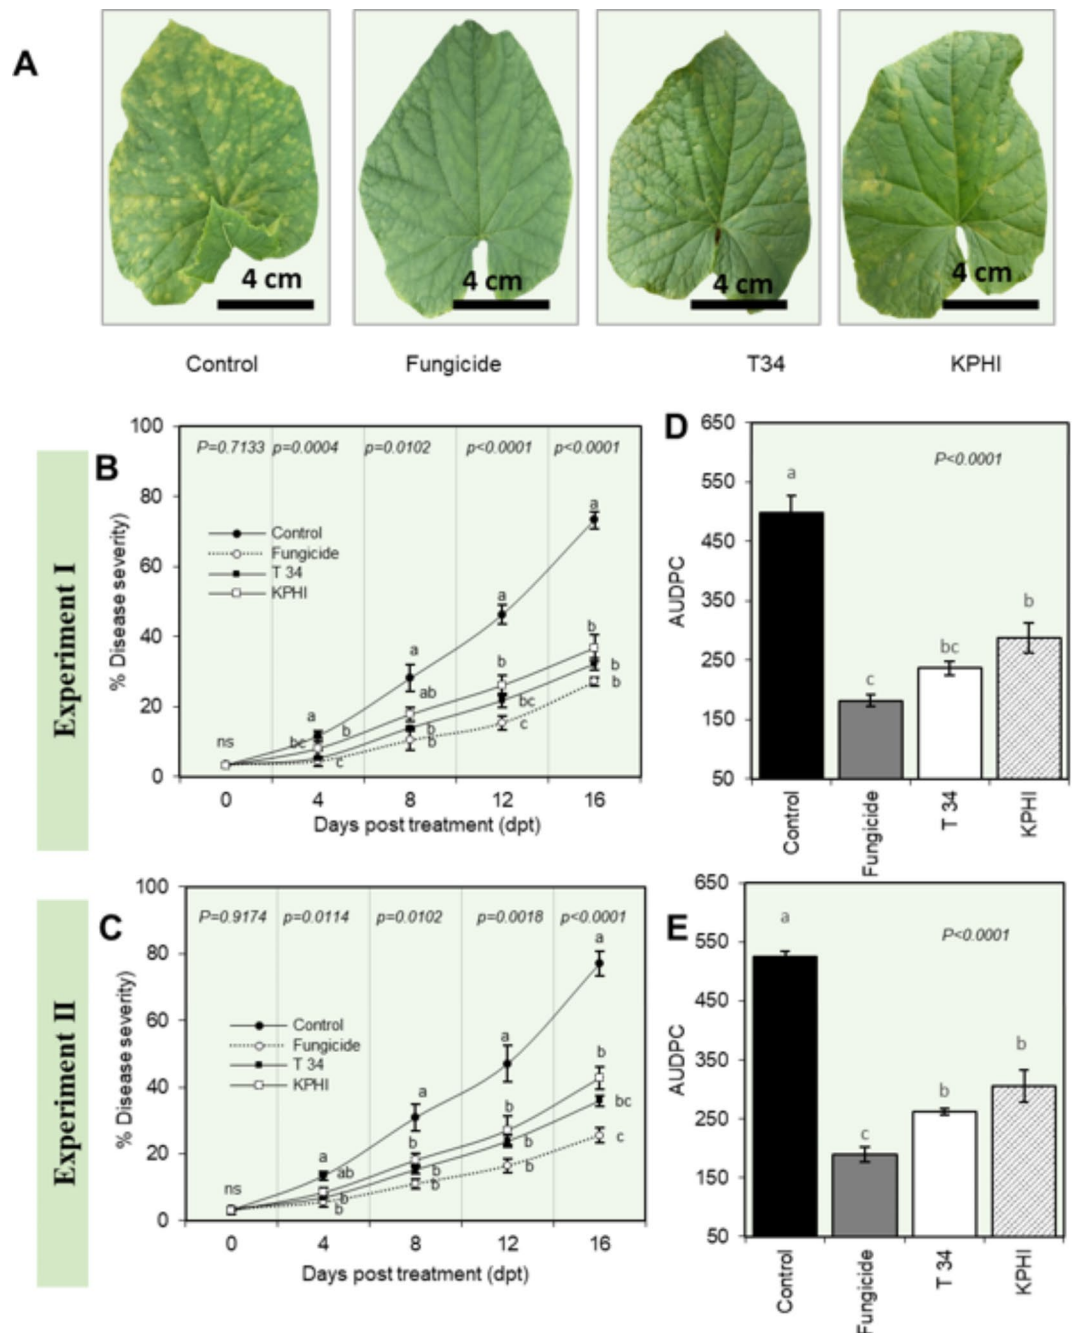 A
4 cm
4 cm
4 cm
4 cm
Control
Fungicide
T34
KPHI
Experiment I
B
P=0.7133 p=0.0004 p=0.0102 p<0.0001 p<0.0001
Control
Fungicide
T 34
KPHI
% Disease severity)
100
80
60
40
20
0
ns
a
bc
b
c
a
ab
b
b
a
b
bc
c
a
b
b
b
0 4 8 12 16
Days post treatment (dpt)
D
P<0.0001
AUDPC
650
550
450
350
250
150
50
a
c
bc
b
Control
Fungicide
T 34
KPHI
Experiment II
C
P=0.9174 p=0.0114 p=0.0102 p=0.0018 p<0.0001
Control
Fungicide
T 34
KPHI
% Disease severity)
100
80
60
40
20
0
ns
a
ab
b
b
a
b
b
b
a
b
b
b
a
b
bc
c
0 4 8 12 16
Days post treatment (dpt)
E
P<0.0001
AUDPC
650
550
450
350
250
150
50
a
c
b
b
Control
Fungicide
T 34
KPHI